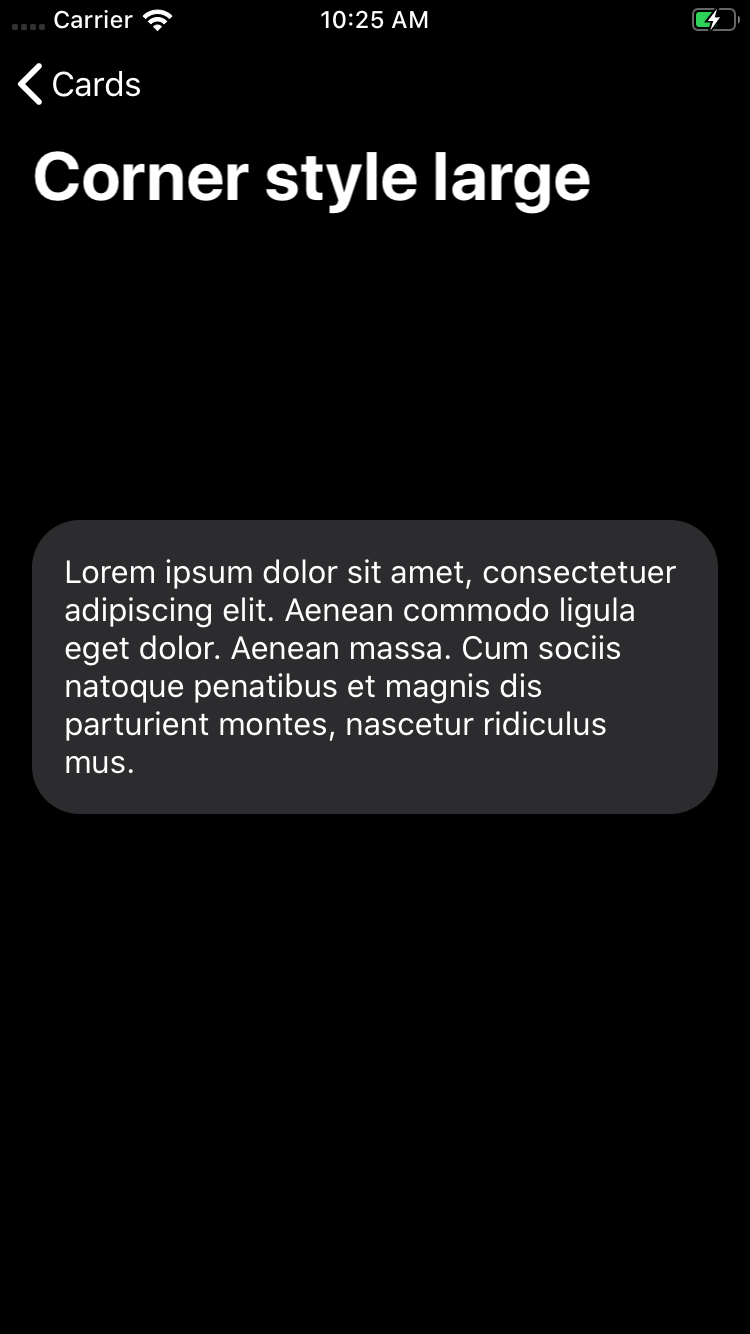 Carrier 10:25 AM
Cards
Corner style large
Lorem ipsum dolor sit amet, consectetuer
adipiscing elit. Aenean commodo ligula
eget dolor. Aenean massa. Cum sociis
natoque penatibus et magnis dis
parturient montes, nascetur ridiculus
mus.